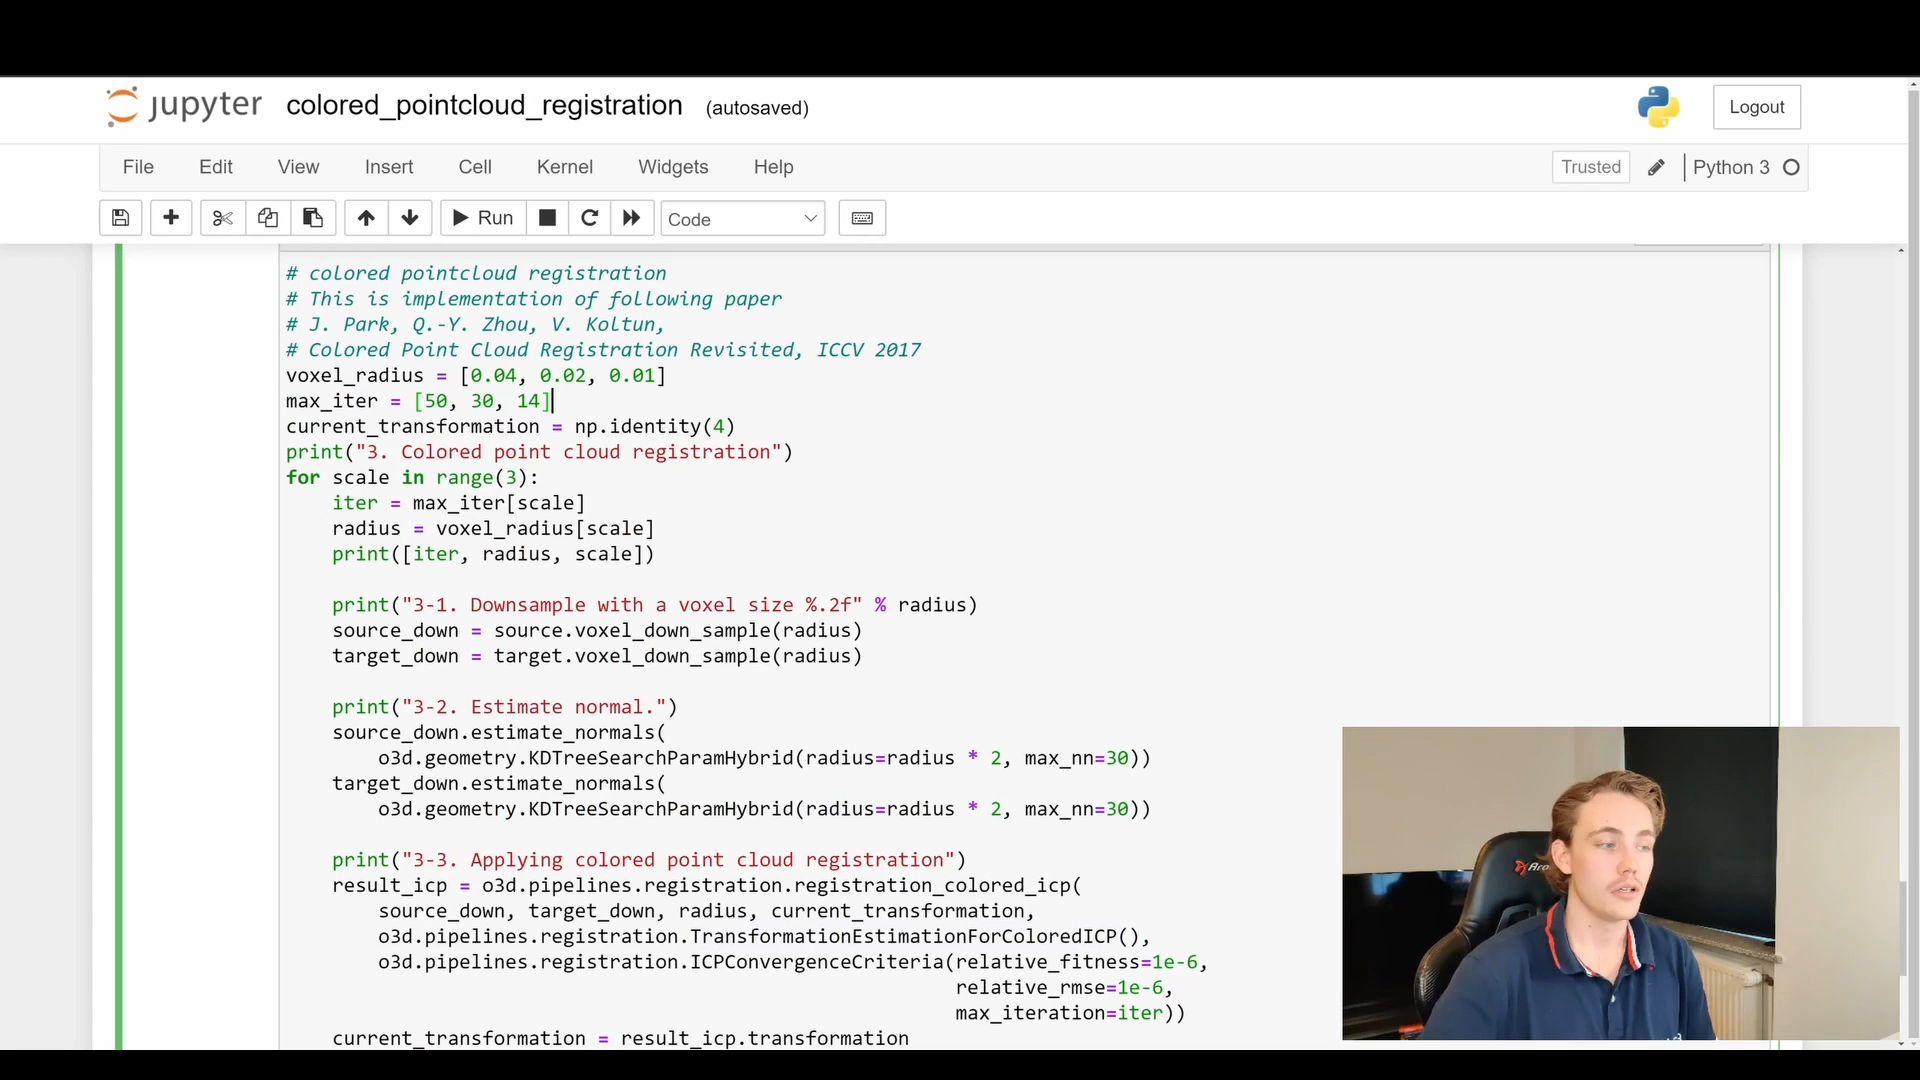 jupyter colored_pointcloud_registration (autosaved)
Logout
File Edit View Insert Cell Kernel Widgets Help
Trusted Python 3
Run Code
# colored pointcloud registration
# This is implementation of following paper
# J. Park, Q.-Y. Zhou, V. Koltun,
# Colored Point Cloud Registration Revisited, ICCV 2017
voxel_radius = [0.04, 0.02, 0.01]
max_iter = [50, 30, 14]
current_transformation = np.identity(4)
print("3. Colored point cloud registration")
for scale in range(3):
    iter = max_iter[scale]
    radius = voxel_radius[scale]
    print([iter, radius, scale])
    print("3-1. Downsample with a voxel size %.2f" % radius)
    source_down = source.voxel_down_sample(radius)
    target_down = target.voxel_down_sample(radius)
    print("3-2. Estimate normal.")
    source_down.estimate_normals(
        o3d.geometry.KDTreeSearchParamHybrid(radius=radius * 2, max_nn=30))
    target_down.estimate_normals(
        o3d.geometry.KDTreeSearchParamHybrid(radius=radius * 2, max_nn=30))
    print("3-3. Applying colored point cloud registration")
    result_icp = o3d.pipelines.registration.registration_colored_icp(
        source_down, target_down, radius, current_transformation,
        o3d.pipelines.registration.TransformationEstimationForColoredICP(),
        o3d.pipelines.registration.ICPConvergenceCriteria(relative_fitness=1e-6,
                                                          relative_rmse=1e-6,
                                                          max_iteration=iter))
    current_transformation = result_icp.transformation